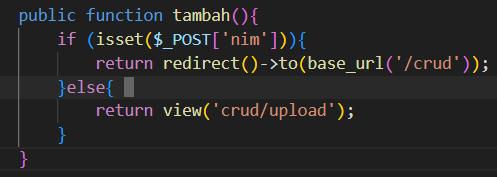 public function tambah(){
    if (isset($_POST['nim'])){
        return redirect()->to(base_url('/crud'));
    }else{
        return view('crud/upload');
    }
}